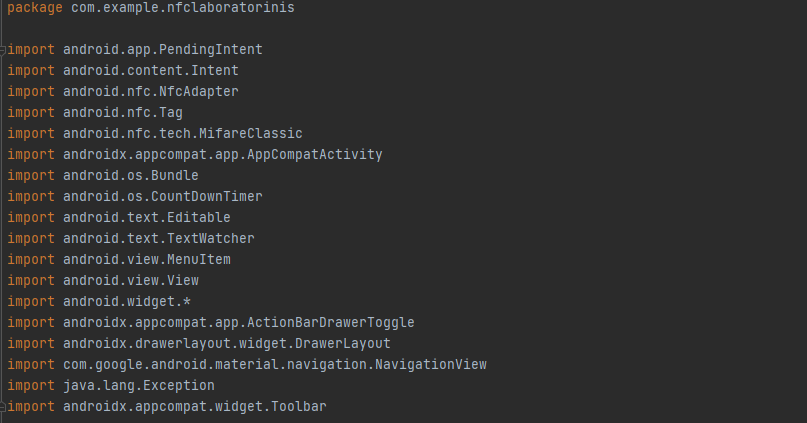 package com.example.nfclaboratorinis
import android.app.PendingIntent
import android.content.Intent
import android.nfc.NfcAdapter
import android.nfc.Tag
import android.nfc.tech.MifareClassic
import androidx.appcompat.app.AppCompatActivity
import android.os.Bundle
import android.os.CountDownTimer
import android.text.Editable
import android.text.TextWatcher
import android.view.MenuItem
import android.view.View
import android.widget.*
import androidx.appcompat.app.ActionBarDrawerToggle
import androidx.drawerlayout.widget.DrawerLayout
import com.google.android.material.navigation.NavigationView
import java.lang.Exception
import androidx.appcompat.widget.Toolbar